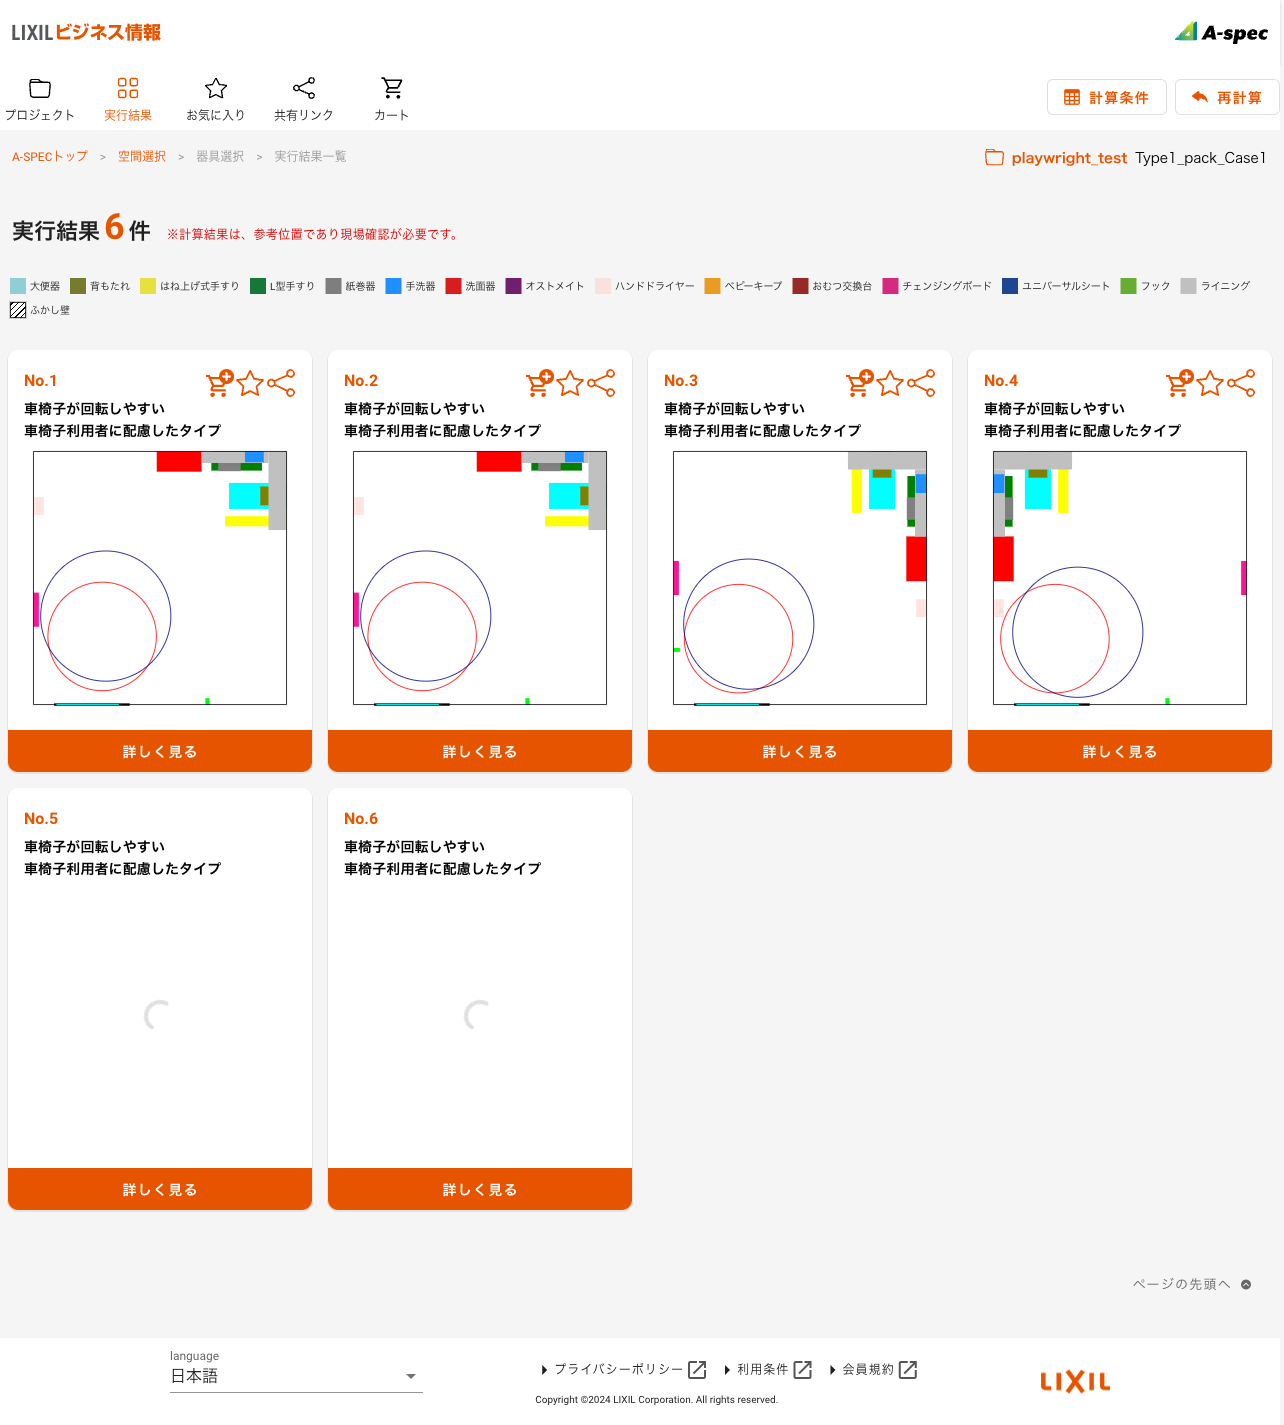 LIXILビジネス情報
A-spec
プロジェクト
実行結果
お気に入り
共有リンク
カート
計算条件
再計算
A-SPECトップ > 空間選択 > 器具選択 > 実行結果一覧
playwright_test Type1_pack_Case1
実行結果 6 件 ※計算結果は、参考位置であり現場確認が必要です。
大便器 背もたれ はね上げ式手すり L型手すり 紙巻器 手洗器 洗面器 オストメイト ハンドドライヤー ベビーキープ おむつ交換台 チェンジングボード ユニバーサルシート フック ライニング
ふかし壁
No.1
車椅子が回転しやすい
車椅子利用者に配慮したタイプ
詳しく見る
No.2
車椅子が回転しやすい
車椅子利用者に配慮したタイプ
詳しく見る
No.3
車椅子が回転しやすい
車椅子利用者に配慮したタイプ
詳しく見る
No.4
車椅子が回転しやすい
車椅子利用者に配慮したタイプ
詳しく見る
No.5
車椅子が回転しやすい
車椅子利用者に配慮したタイプ
詳しく見る
No.6
車椅子が回転しやすい
車椅子利用者に配慮したタイプ
詳しく見る
ページの先頭へ
language
日本語
プライバシーポリシー 利用条件 会員規約
Copyright ©2024 LIXIL Corporation. All rights reserved.
LIXIL